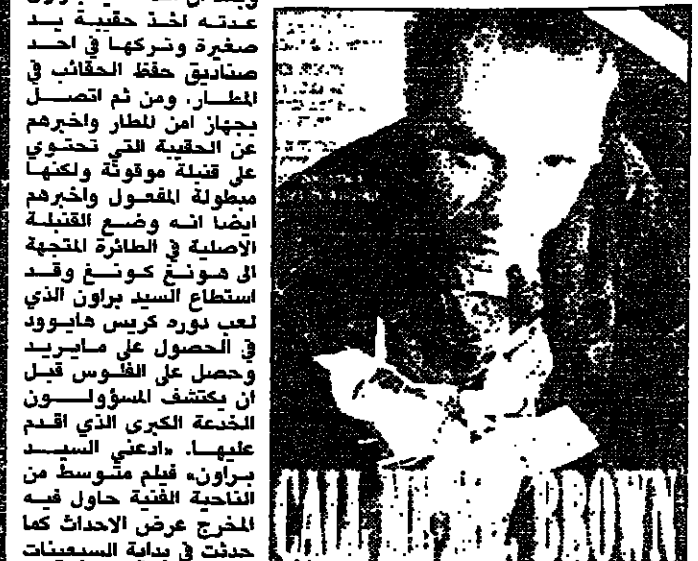 عدته اخذ حقيبة يد
صغيرة وتركها في احد
صناديق حفظ الحقائب في
المطار. ومن ثم اتصل
بجهاز امن المطار واخبرهم
عن الحقيبة التي تحتوي
على قنبلة موقوتة ولكنها
مبطولة المفعول واخبرهم
ايضا انه وضع القنبلة
الاصلية في الطائرة المتجهة
الى هونغ كونغ وقد
استطاع السيد براون الذي
لعب دوره كريس هايوود
في الحصول على مايريد
وحصل على الفلوس قبل
ان يكتشف المسؤولون
الخدعة الكبرى الذي اقدم
عليها. «ادعني السيد
براون» فيلم متوسط من
الناحية الفنية حاول فيه
المخرج عرض الاحداث كما
حدثت في بداية السبعينات
CALL ME MR BROWN